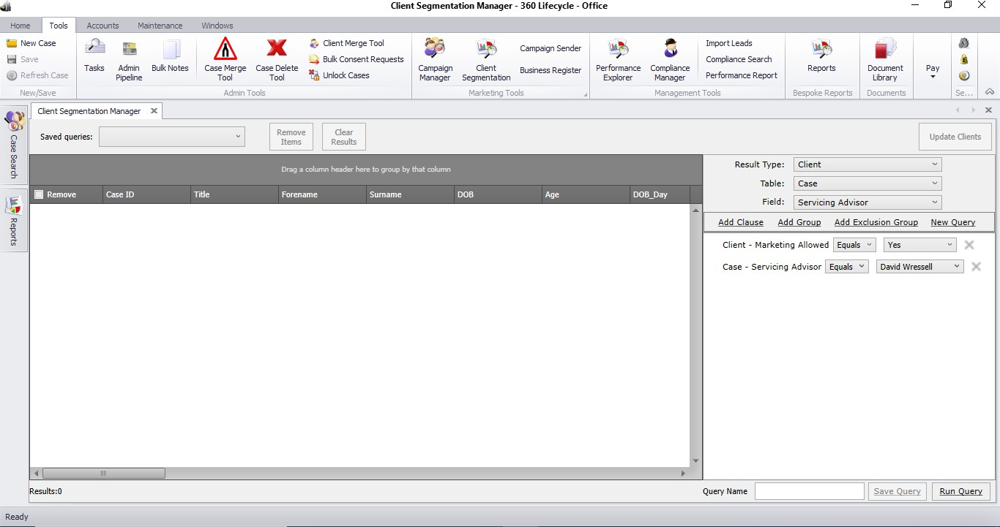 Client Segmentation Manager - 360 Lifecycle - Office
Home Tools Accounts Maintenance Windows
New Case
Save
Refresh Case
New/Save
Tasks
Admin Pipeline
Bulk Notes
Case Merge Tool
Case Delete Tool
Client Merge Tool
Bulk Consent Requests
Unlock Cases
Admin Tools
Campaign Manager
Client Segmentation
Campaign Sender
Business Register
Marketing Tools
Performance Explorer
Compliance Manager
Import Leads
Compliance Search
Performance Report
Management Tools
Reports
Bespoke Reports
Document Library
Documents
Pay
Se...
Case Search
Reports
Client Segmentation Manager
Saved queries:
Remove Items
Clear Results
Update Clients
Drag a column header here to group by that column
Remove Case ID Title Forename Surname DOB Age DOB_Day
Result Type: Client
Table: Case
Field: Servicing Advisor
Add Clause Add Group Add Exclusion Group New Query
Client - Marketing Allowed Equals Yes
Case - Servicing Advisor Equals David Wressell
Results:0
Query Name Save Query Run Query
Ready